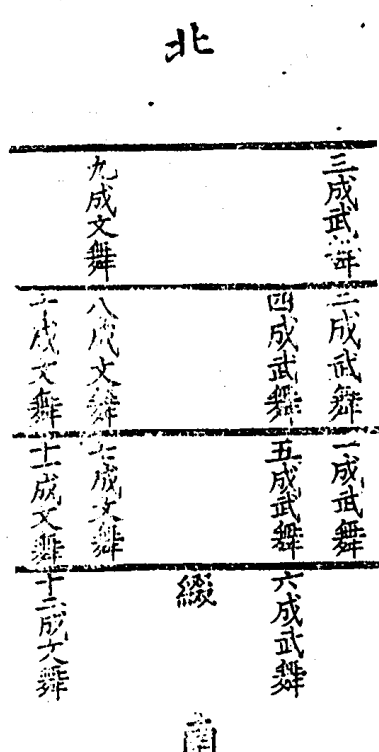 北
三成武舞
九成文舞
二成武舞
四成武舞
八成文舞
十成文舞
一成武舞
五成武舞
七成文舞
十一成文舞
六成武舞
綴
十二成文舞
南